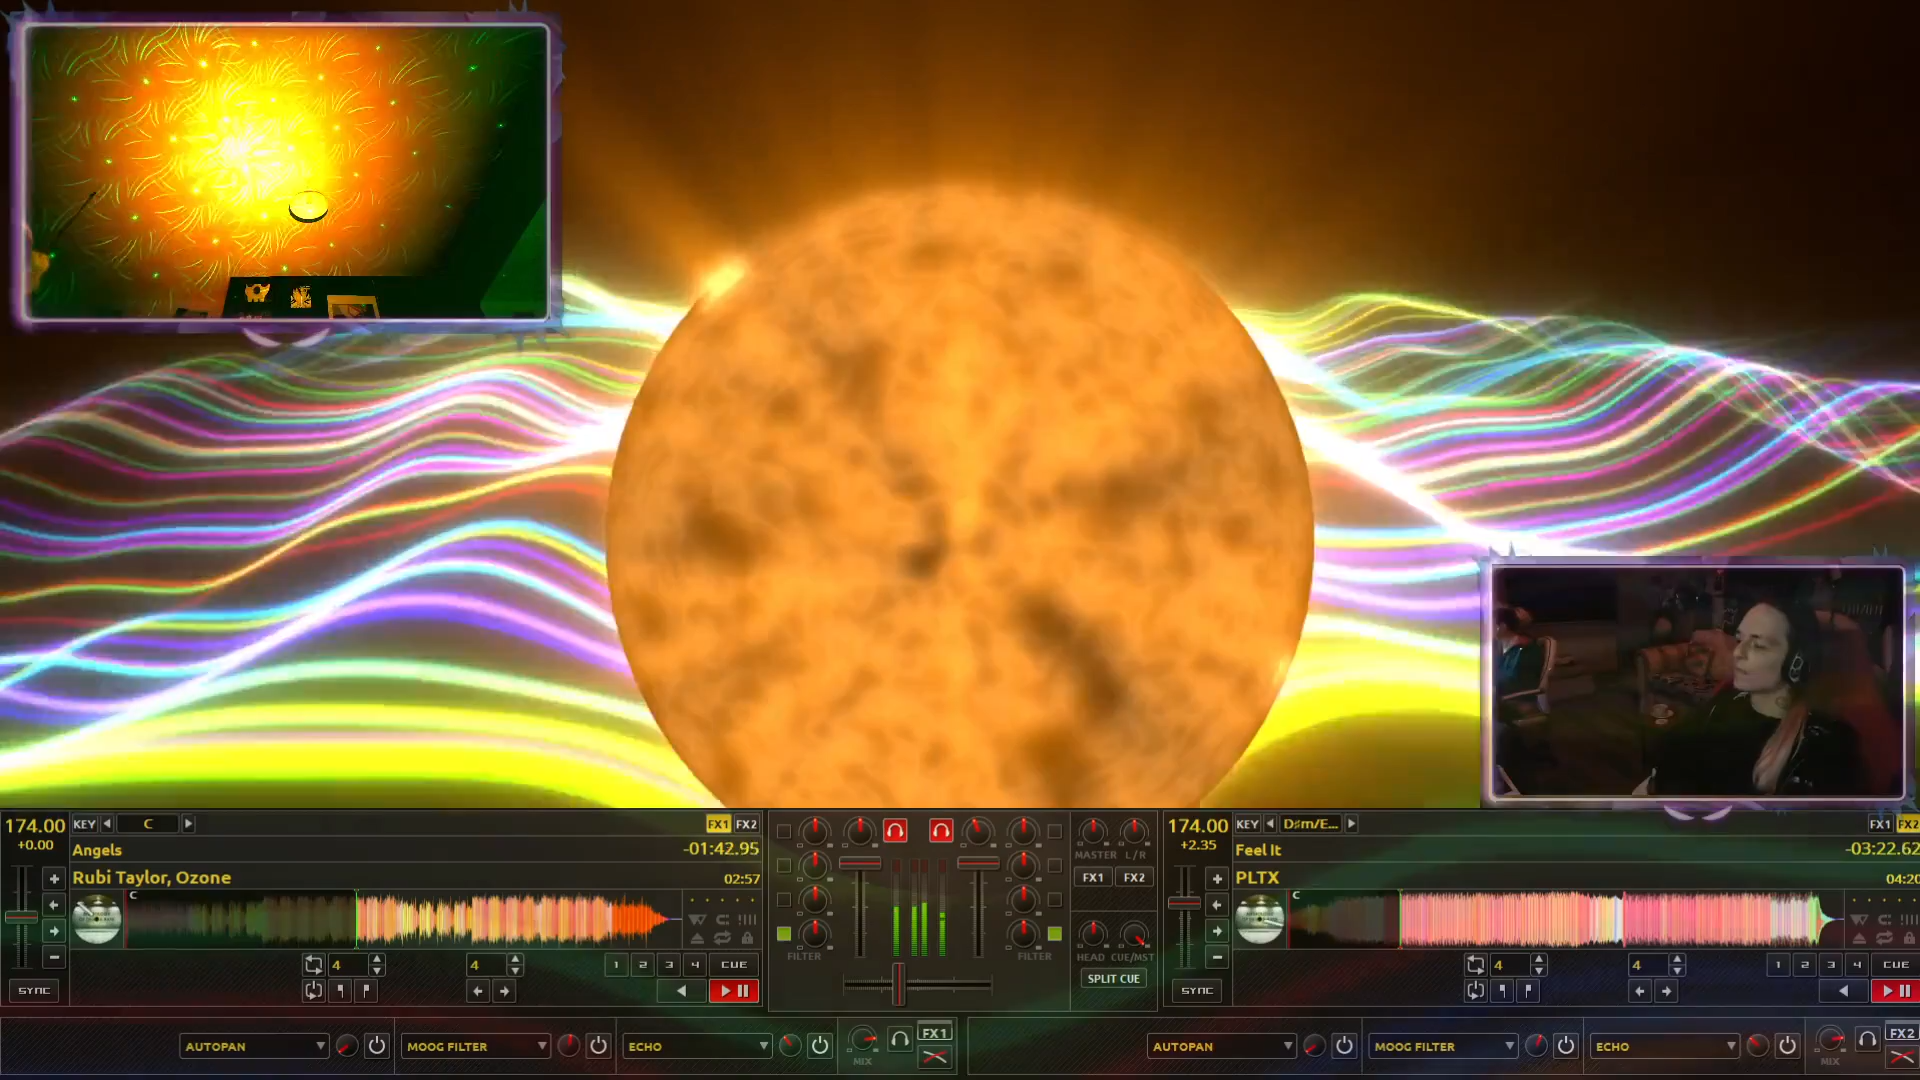 174.00
+0.00
KEY
C
FX1 FX2
Angels
-01:42.95
Rubi Taylor, Ozone
02:57
C
4
4
1 2 3 4 CUE
SYNC
FILTER
FILTER
MASTER L/R
FX1 FX2
HEAD CUE/MST
SPLIT CUE
174.00
+2.35
KEY
D♯m/E...
FX1 FX2
Feel It
-03:22.62
PLTX
04:20
C
4
4
1 2 3 4 CUE
SYNC
AUTOPAN
MOOG FILTER
ECHO
MIX
FX1
AUTOPAN
MOOG FILTER
ECHO
MIX
FX2